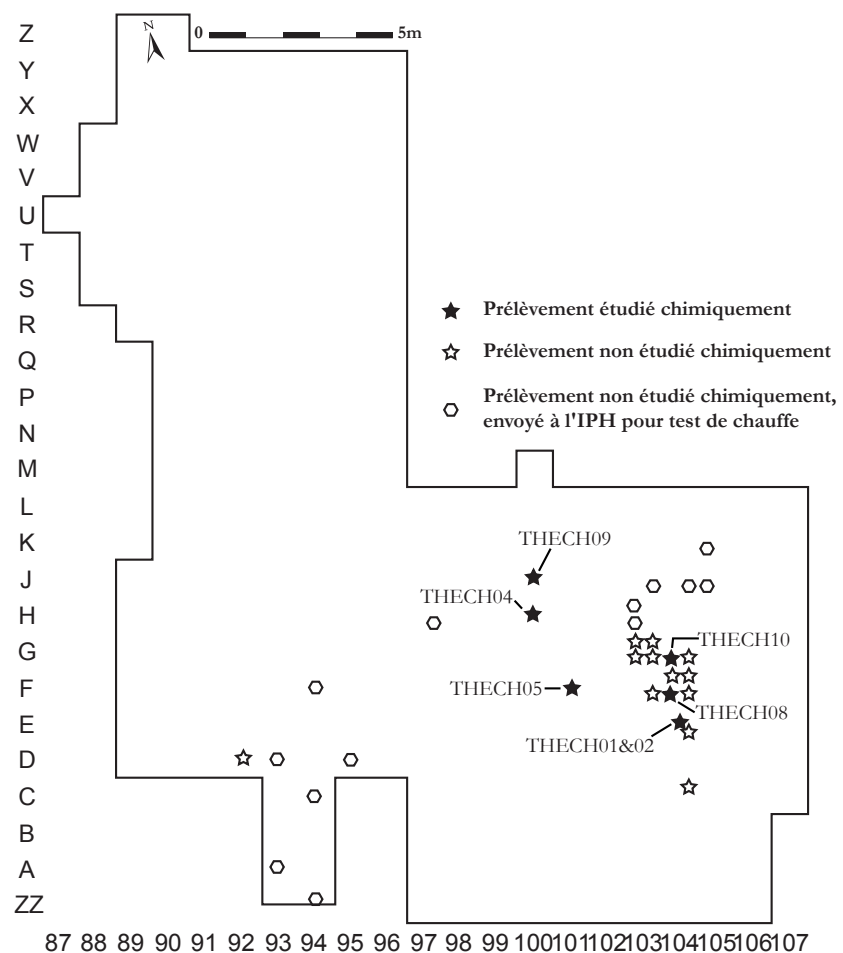 Z
N
0 5m
Y
X
W
V
U
T
S
Prélèvement étudié chimiquement
R
Prélèvement non étudié chimiquement
Q
P
Prélèvement non étudié chimiquement,
envoyé à l'IPH pour test de chauffe
N
M
L
K
THECH09
J
THECH04
H
G
THECH10
F
THECH05
THECH08
E
THECH01&02
D
C
B
A
ZZ
87 88 89 90 91 92 93 94 95 96 97 98 99 100 101 102 103 104 105 106 107